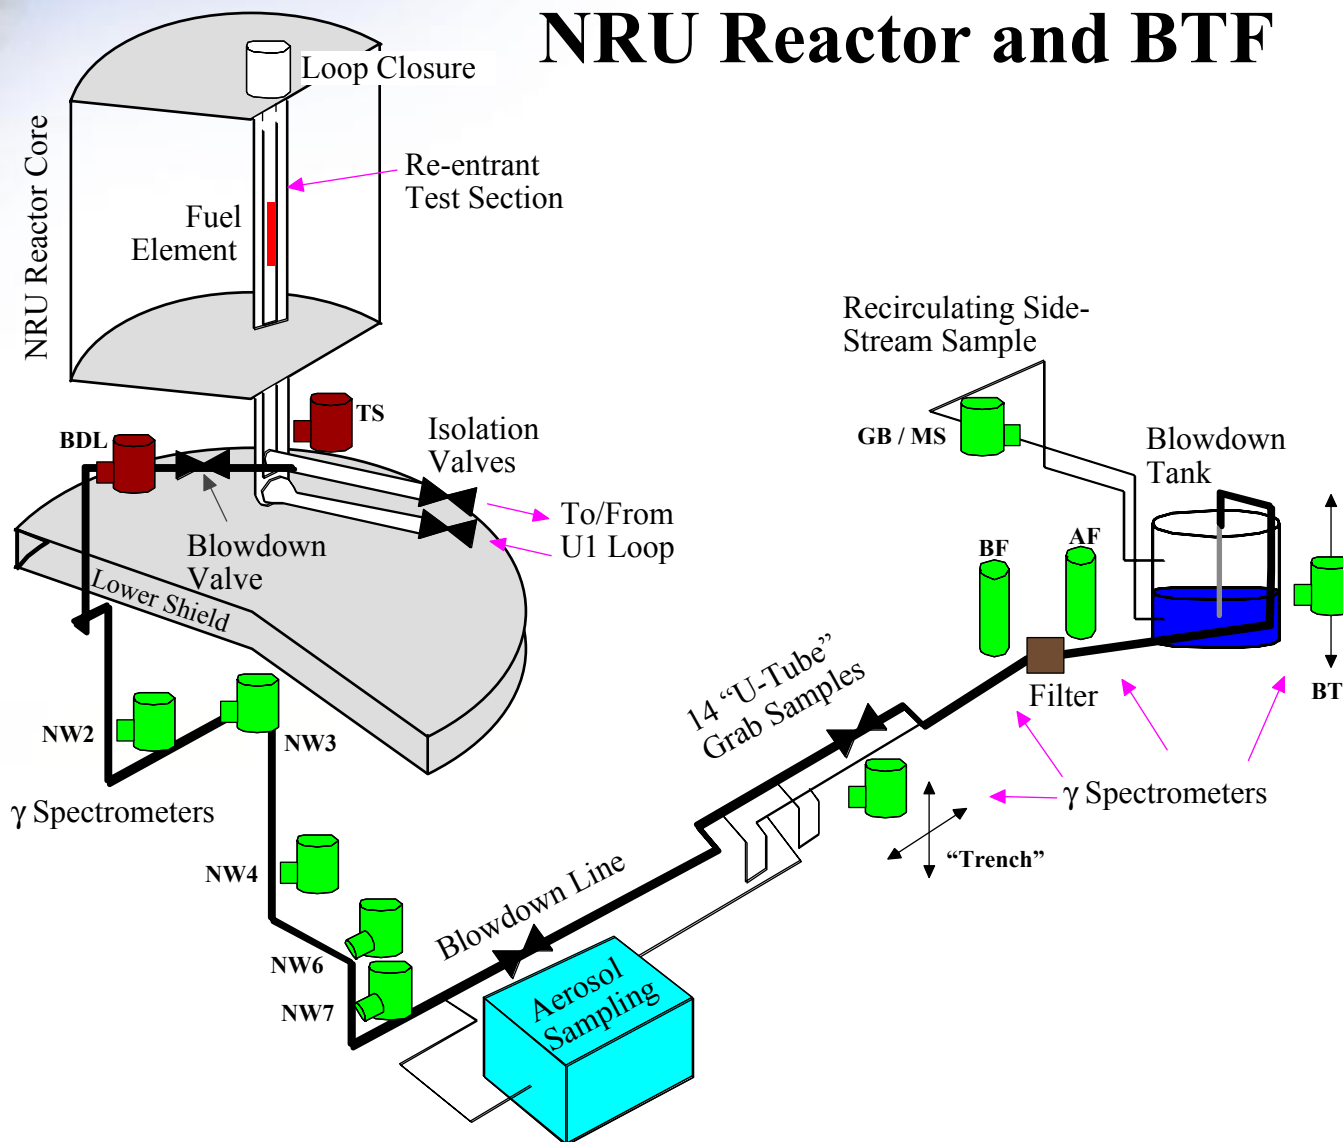 NRU Reactor and BTF
Loop Closure
NRU Reactor Core
Re-entrant
Test Section
Fuel
Element
Recirculating Side-
Stream Sample
TS
BDL
Isolation
Valves
GB / MS
Blowdown
Tank
To/From
U1 Loop
Blowdown
Valve
BF
AF
Lower Shield
14 “U-Tube”
Grab Samples
Filter
BT
NW2
NW3
γ Spectrometers
γ Spectrometers
“Trench”
NW4
Blowdown Line
NW6
NW7
Aerosol
Sampling